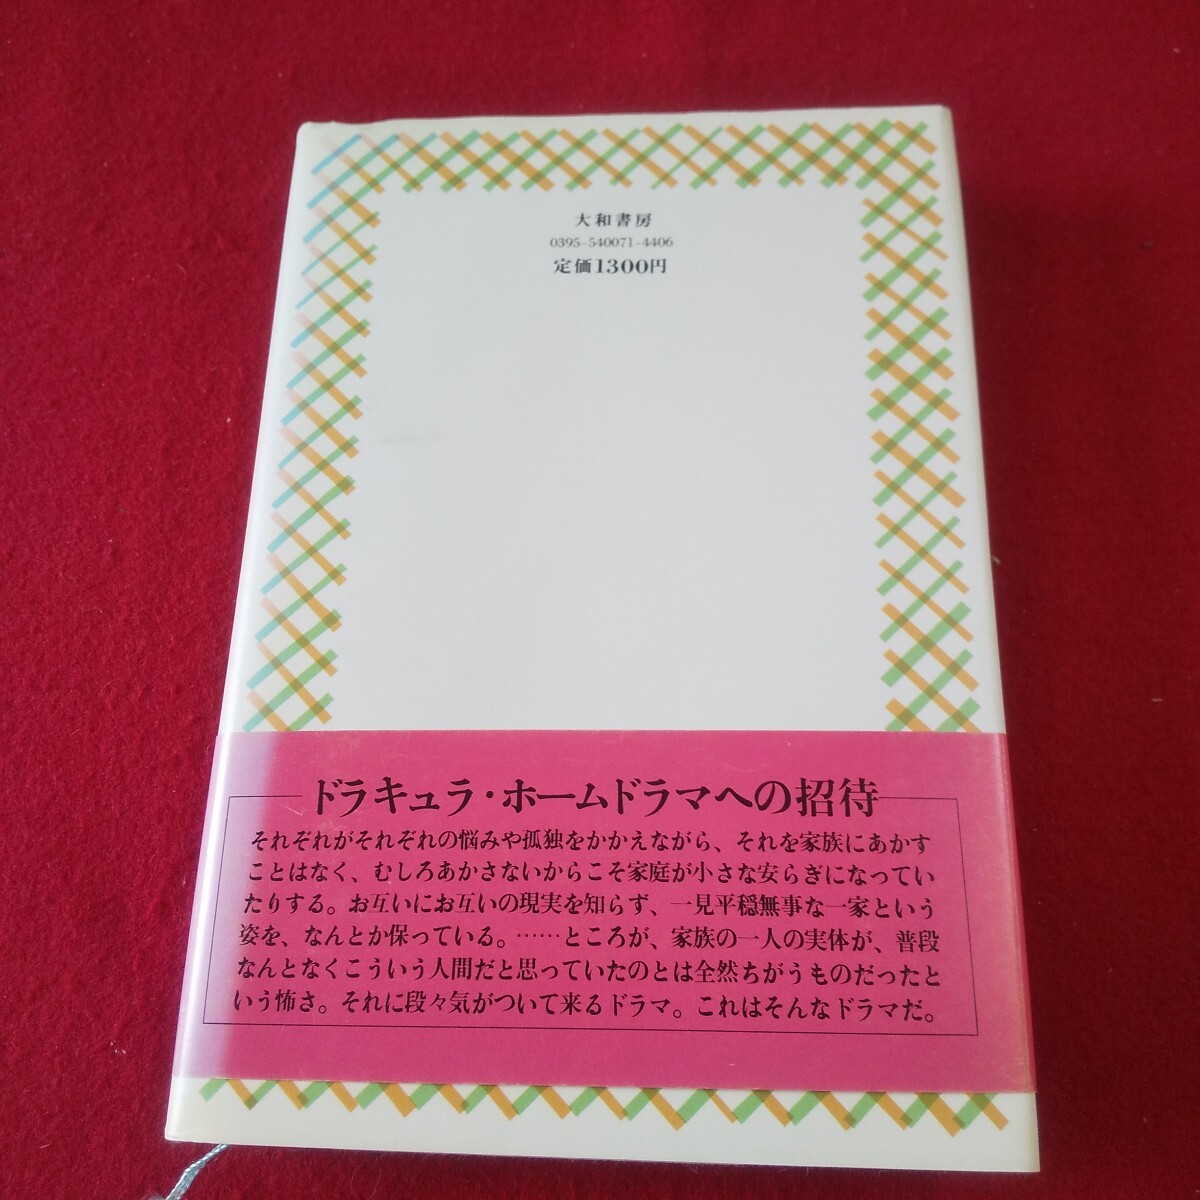 大和書房
0395-540071-4406
定価1300円
ドラキュラ・ホームドラマへの招待
それぞれがそれぞれの悩みや孤独をかかえながら、それを家族にあかす
ことはなく、むしろあかさないからこそ家庭が小さな安らぎになってい
たりする。お互いにお互いの現実を知らず、一見平穏無事な一家という
姿を、なんとか保っている。……ところが、家族の一人の実体が、普段
なんとなくこういう人間だと思っていたのとは全然ちがうものだったと
いう怖さ。それに段々気がついて来るドラマ。これはそんなドラマだ。